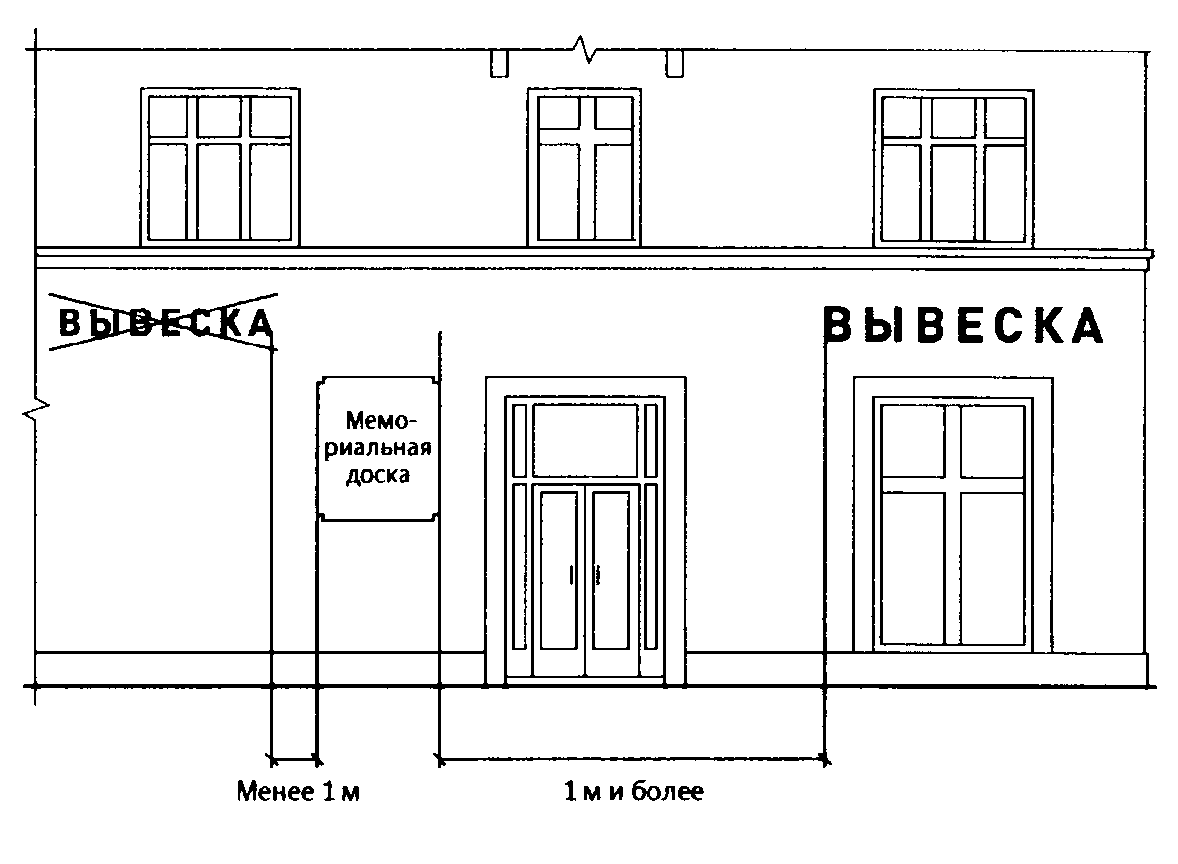 ВЫВЕСКА
ВЫВЕСКА
Мемо-
риальная
доска
Менее 1 м
1 м и более